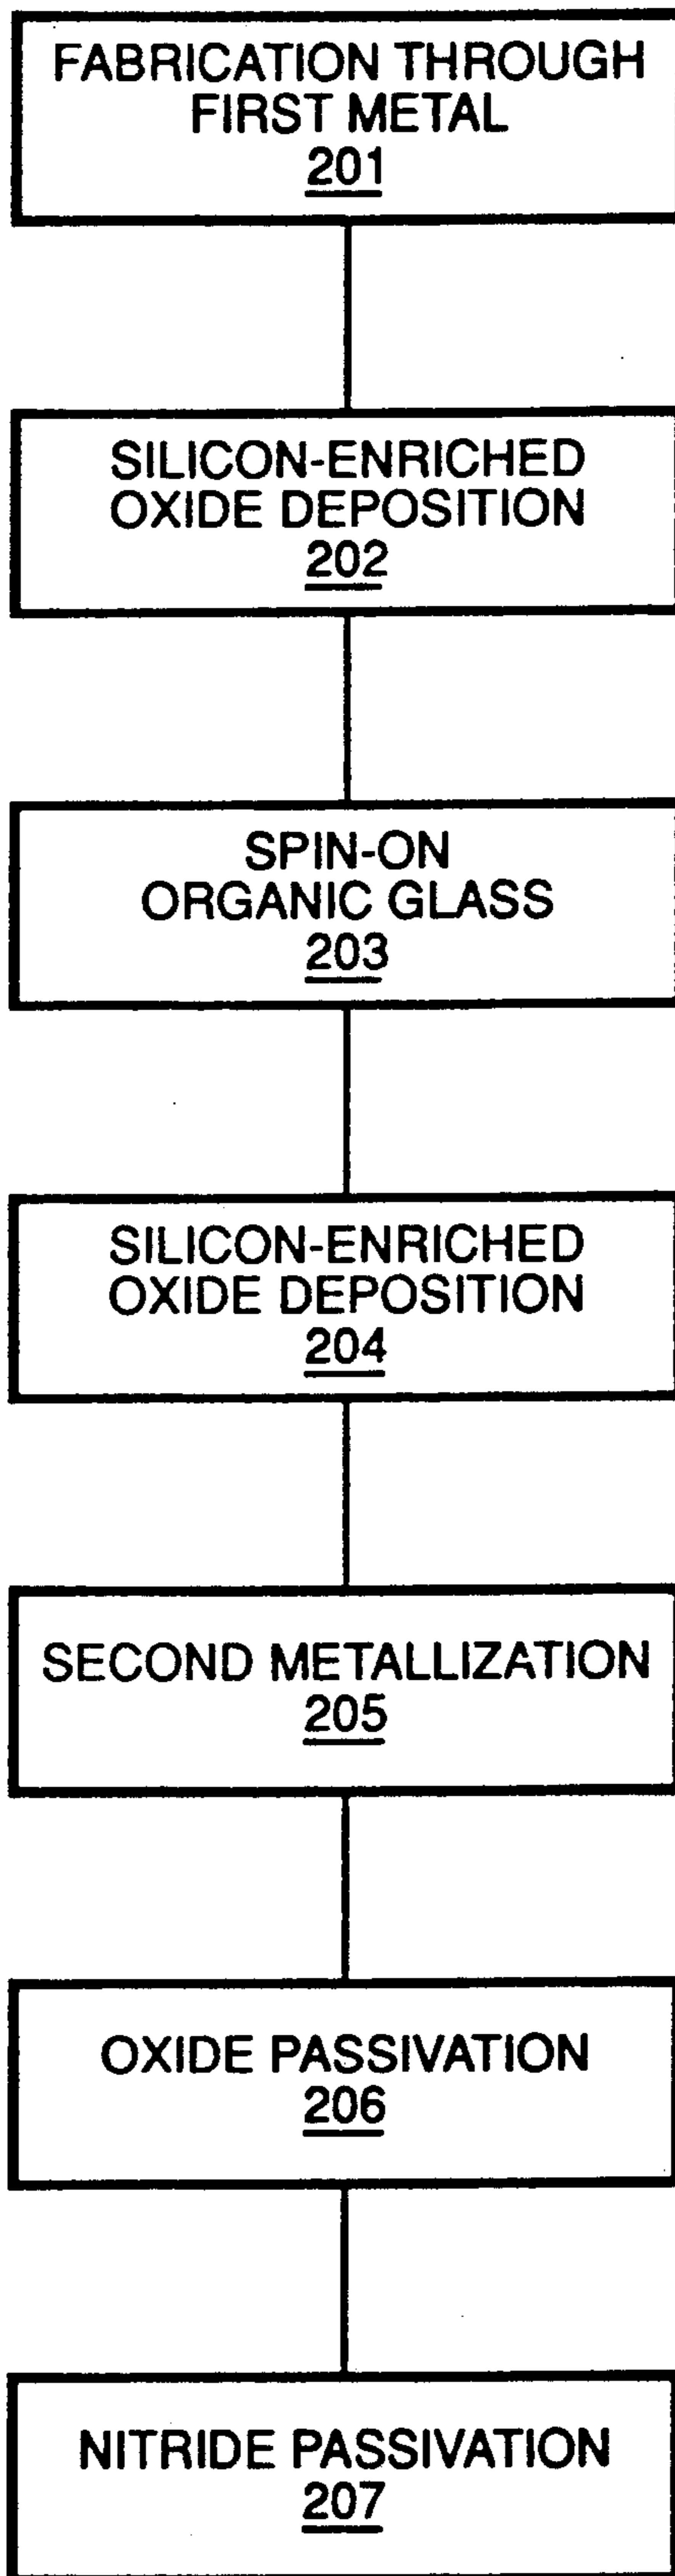 FABRICATION THROUGH
FIRST METAL
201
SILICON-ENRICHED
OXIDE DEPOSITION
202
SPIN-ON
ORGANIC GLASS
203
SILICON-ENRICHED
OXIDE DEPOSITION
204
SECOND METALLIZATION
205
OXIDE PASSIVATION
206
NITRIDE PASSIVATION
207